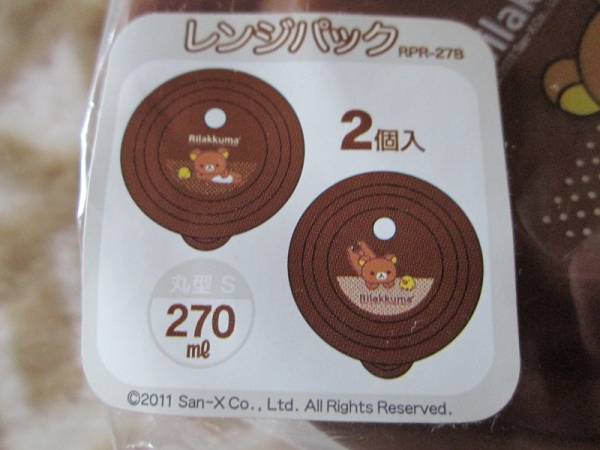 レンジパック
RPR-27B
2個入
Rilakkuma
Rilakkuma
丸型 S
270
ml
©2011 San-X Co., Ltd. All Rights Reserved.